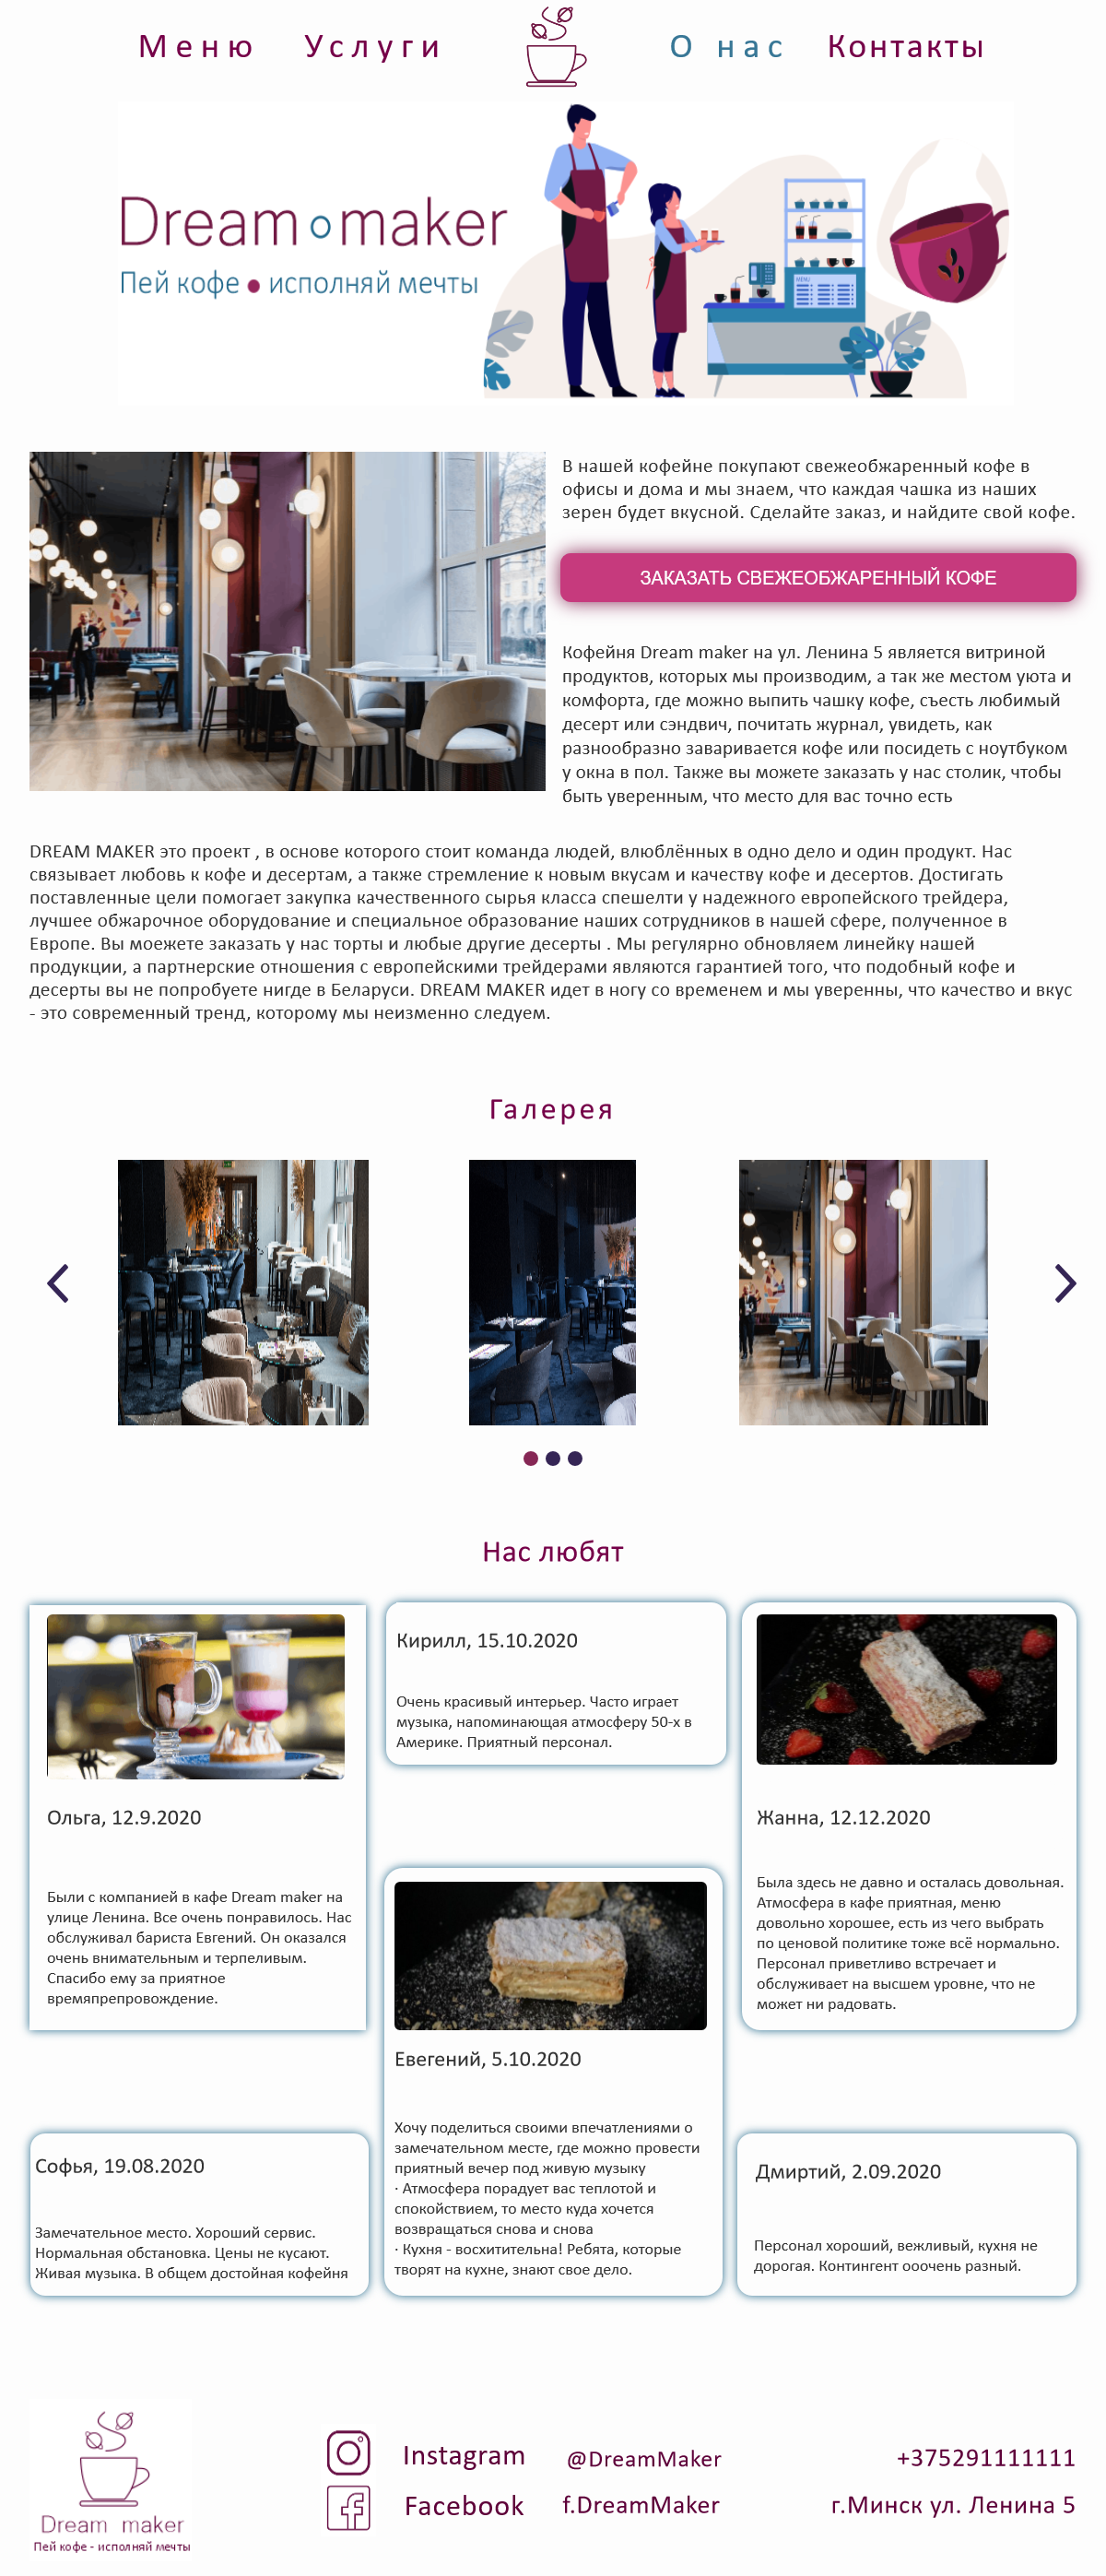 Меню Услуги О нас Контакты
Dream maker
Пей кофе • исполняй мечты
MENU
В нашей кофейне покупают свежеобжаренный кофе в
офисы и дома и мы знаем, что каждая чашка из наших
зерен будет вкусной. Сделайте заказ, и найдите свой кофе.
ЗАКАЗАТЬ СВЕЖЕОБЖАРЕННЫЙ КОФЕ
Кофейня Dream maker на ул. Ленина 5 является витриной
продуктов, которых мы производим, а так же местом уюта и
комфорта, где можно выпить чашку кофе, съесть любимый
десерт или сэндвич, почитать журнал, увидеть, как
разнообразно заваривается кофе или посидеть с ноутбуком
у окна в пол. Также вы можете заказать у нас столик, чтобы
быть уверенным, что место для вас точно есть
DREAM MAKER это проект , в основе которого стоит команда людей, влюблённых в одно дело и один продукт. Нас
связывает любовь к кофе и десертам, а также стремление к новым вкусам и качеству кофе и десертов. Достигать
поставленные цели помогает закупка качественного сырья класса спешелти у надежного европейского трейдера,
лучшее обжарочное оборудование и специальное образование наших сотрудников в нашей сфере, полученное в
Европе. Вы моежете заказать у нас торты и любые другие десерты . Мы регулярно обновляем линейку нашей
продукции, а партнерские отношения с европейскими трейдерами являются гарантией того, что подобный кофе и
десерты вы не попробуете нигде в Беларуси. DREAM MAKER идет в ногу со временем и мы уверенны, что качество и вкус
- это современный тренд, которому мы неизменно следуем.
Галерея
Нас любят
Ольга, 12.9.2020
Были с компанией в кафе Dream maker на
улице Ленина. Все очень понравилось. Нас
обслуживал бариста Евгений. Он оказался
очень внимательным и терпеливым.
Спасибо ему за приятное
времяпрепровождение.
Кирилл, 15.10.2020
Очень красивый интерьер. Часто играет
музыка, напоминающая атмосферу 50-х в
Америке. Приятный персонал.
Жанна, 12.12.2020
Была здесь не давно и осталась довольная.
Атмосфера в кафе приятная, меню
довольно хорошее, есть из чего выбрать
по ценовой политике тоже всё нормально.
Персонал приветливо встречает и
обслуживает на высшем уровне, что не
может ни радовать.
Евегений, 5.10.2020
Хочу поделиться своими впечатлениями о
замечательном месте, где можно провести
приятный вечер под живую музыку
· Атмосфера порадует вас теплотой и
спокойствием, то место куда хочется
возвращаться снова и снова
· Кухня - восхитительна! Ребята, которые
творят на кухне, знают свое дело.
Софья, 19.08.2020
Замечательное место. Хороший сервис.
Нормальная обстановка. Цены не кусают.
Живая музыка. В общем достойная кофейня
Дмиртий, 2.09.2020
Персонал хороший, вежливый, кухня не
дорогая. Контингент ооочень разный.
Dream maker
Пей кофе - исполняй мечты
Instagram @DreamMaker
Facebook f.DreamMaker
+375291111111
г.Минск ул. Ленина 5